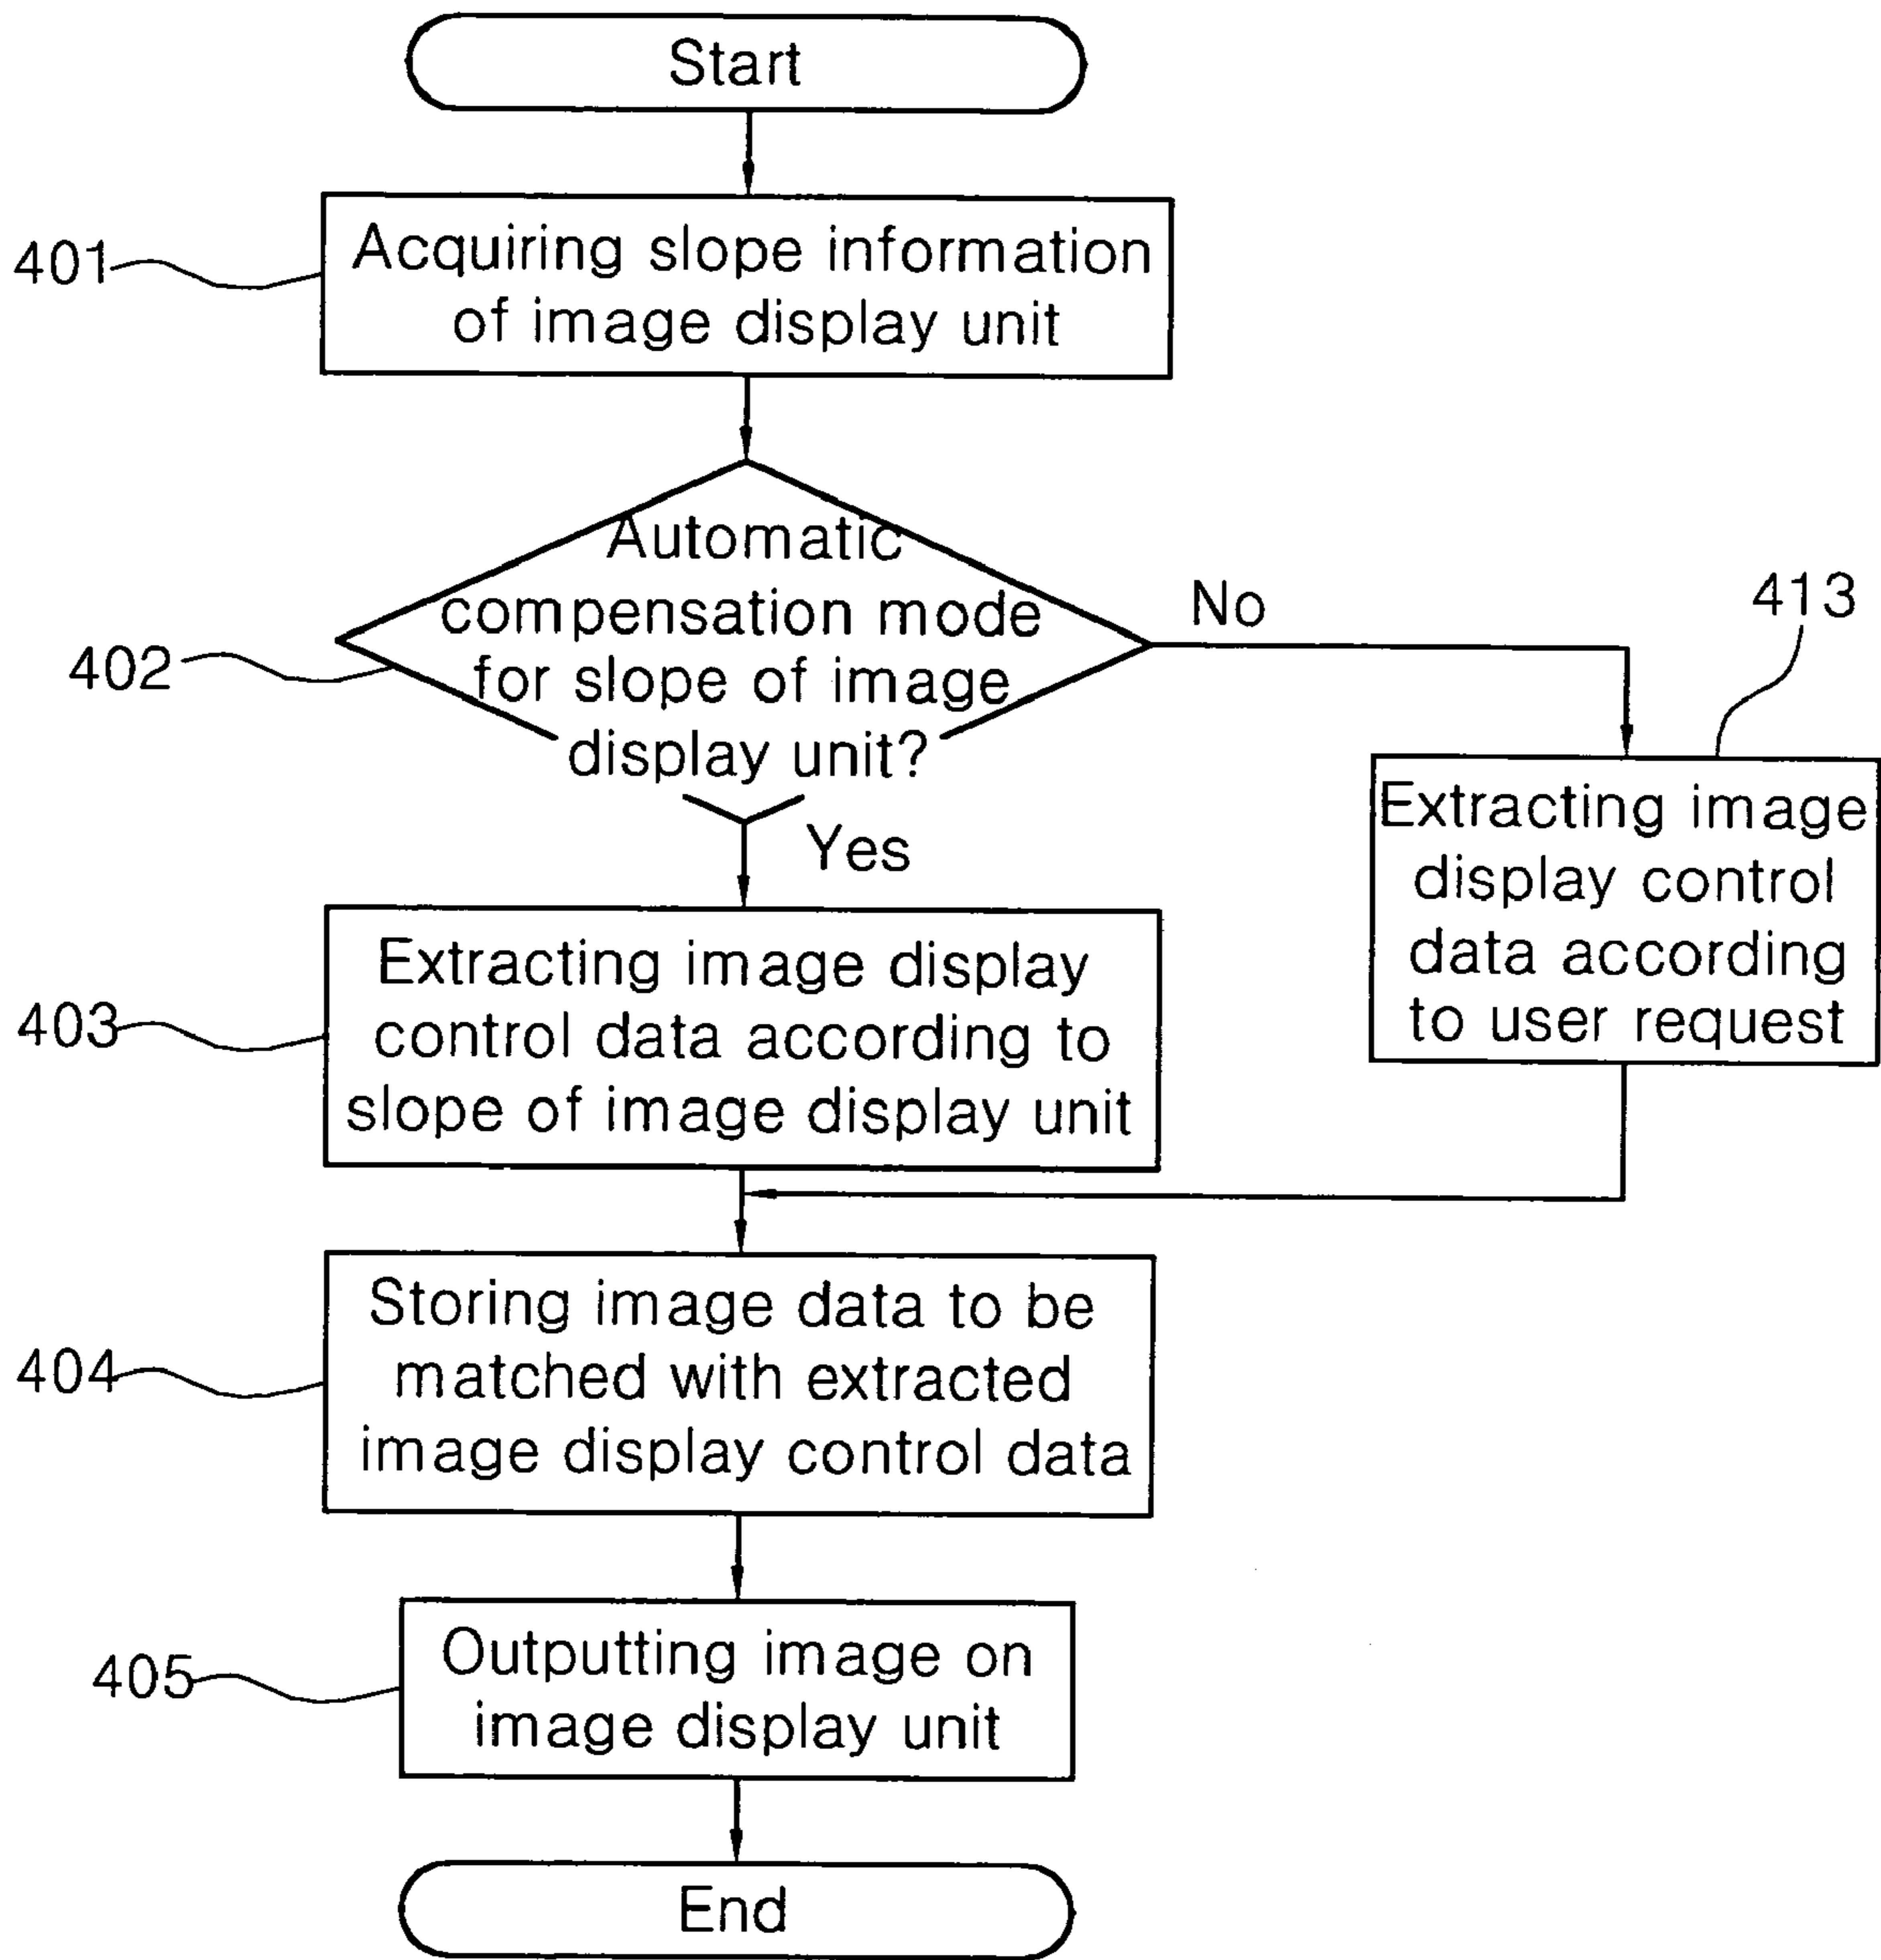 Start
401
Acquiring slope information
of image display unit
Automatic
compensation mode
for slope of image
display unit?
402
No
413
Yes
Extracting image
display control
data according
to user request
403
Extracting image display
control data according to
slope of image display unit
404
Storing image data to be
matched with extracted
image display control data
405
Outputting image on
image display unit
End